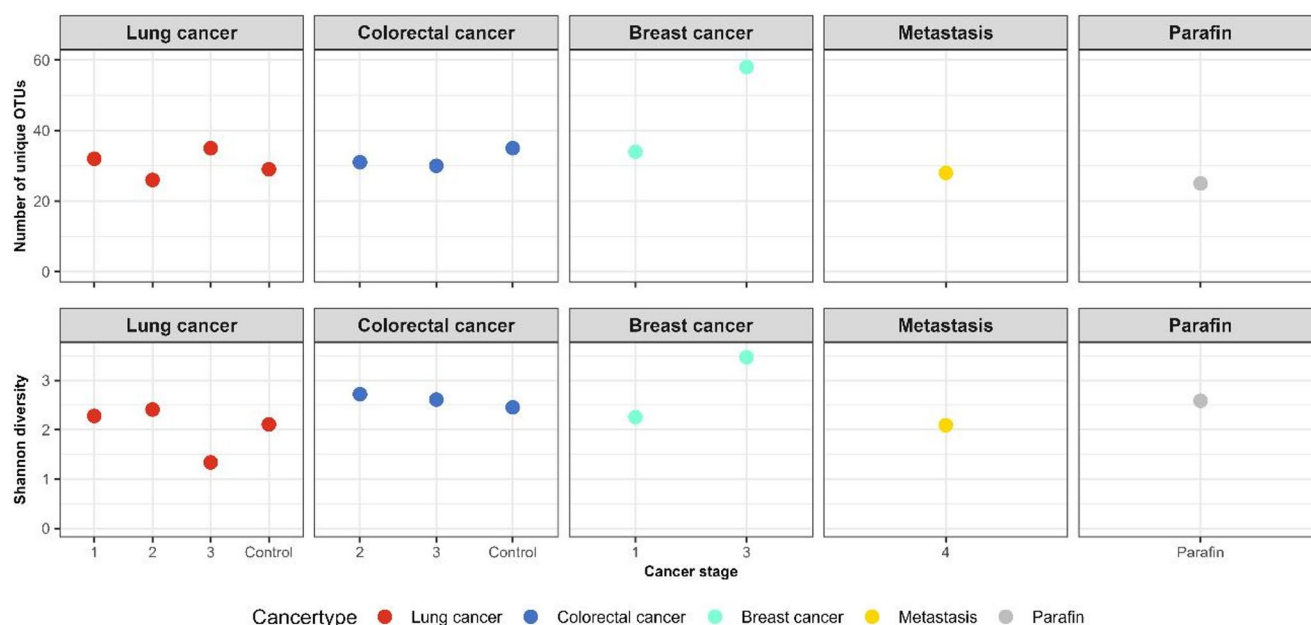 Lung cancer Colorectal cancer Breast cancer Metastasis Parafin
Number of unique OTUs
60
40
20
0
Lung cancer Colorectal cancer Breast cancer Metastasis Parafin
Shannon diversity
3
2
1
0
1 2 3 Control 2 3 Control 1 3 4 Parafin
Cancer stage
Cancertype Lung cancer Colorectal cancer Breast cancer Metastasis Parafin